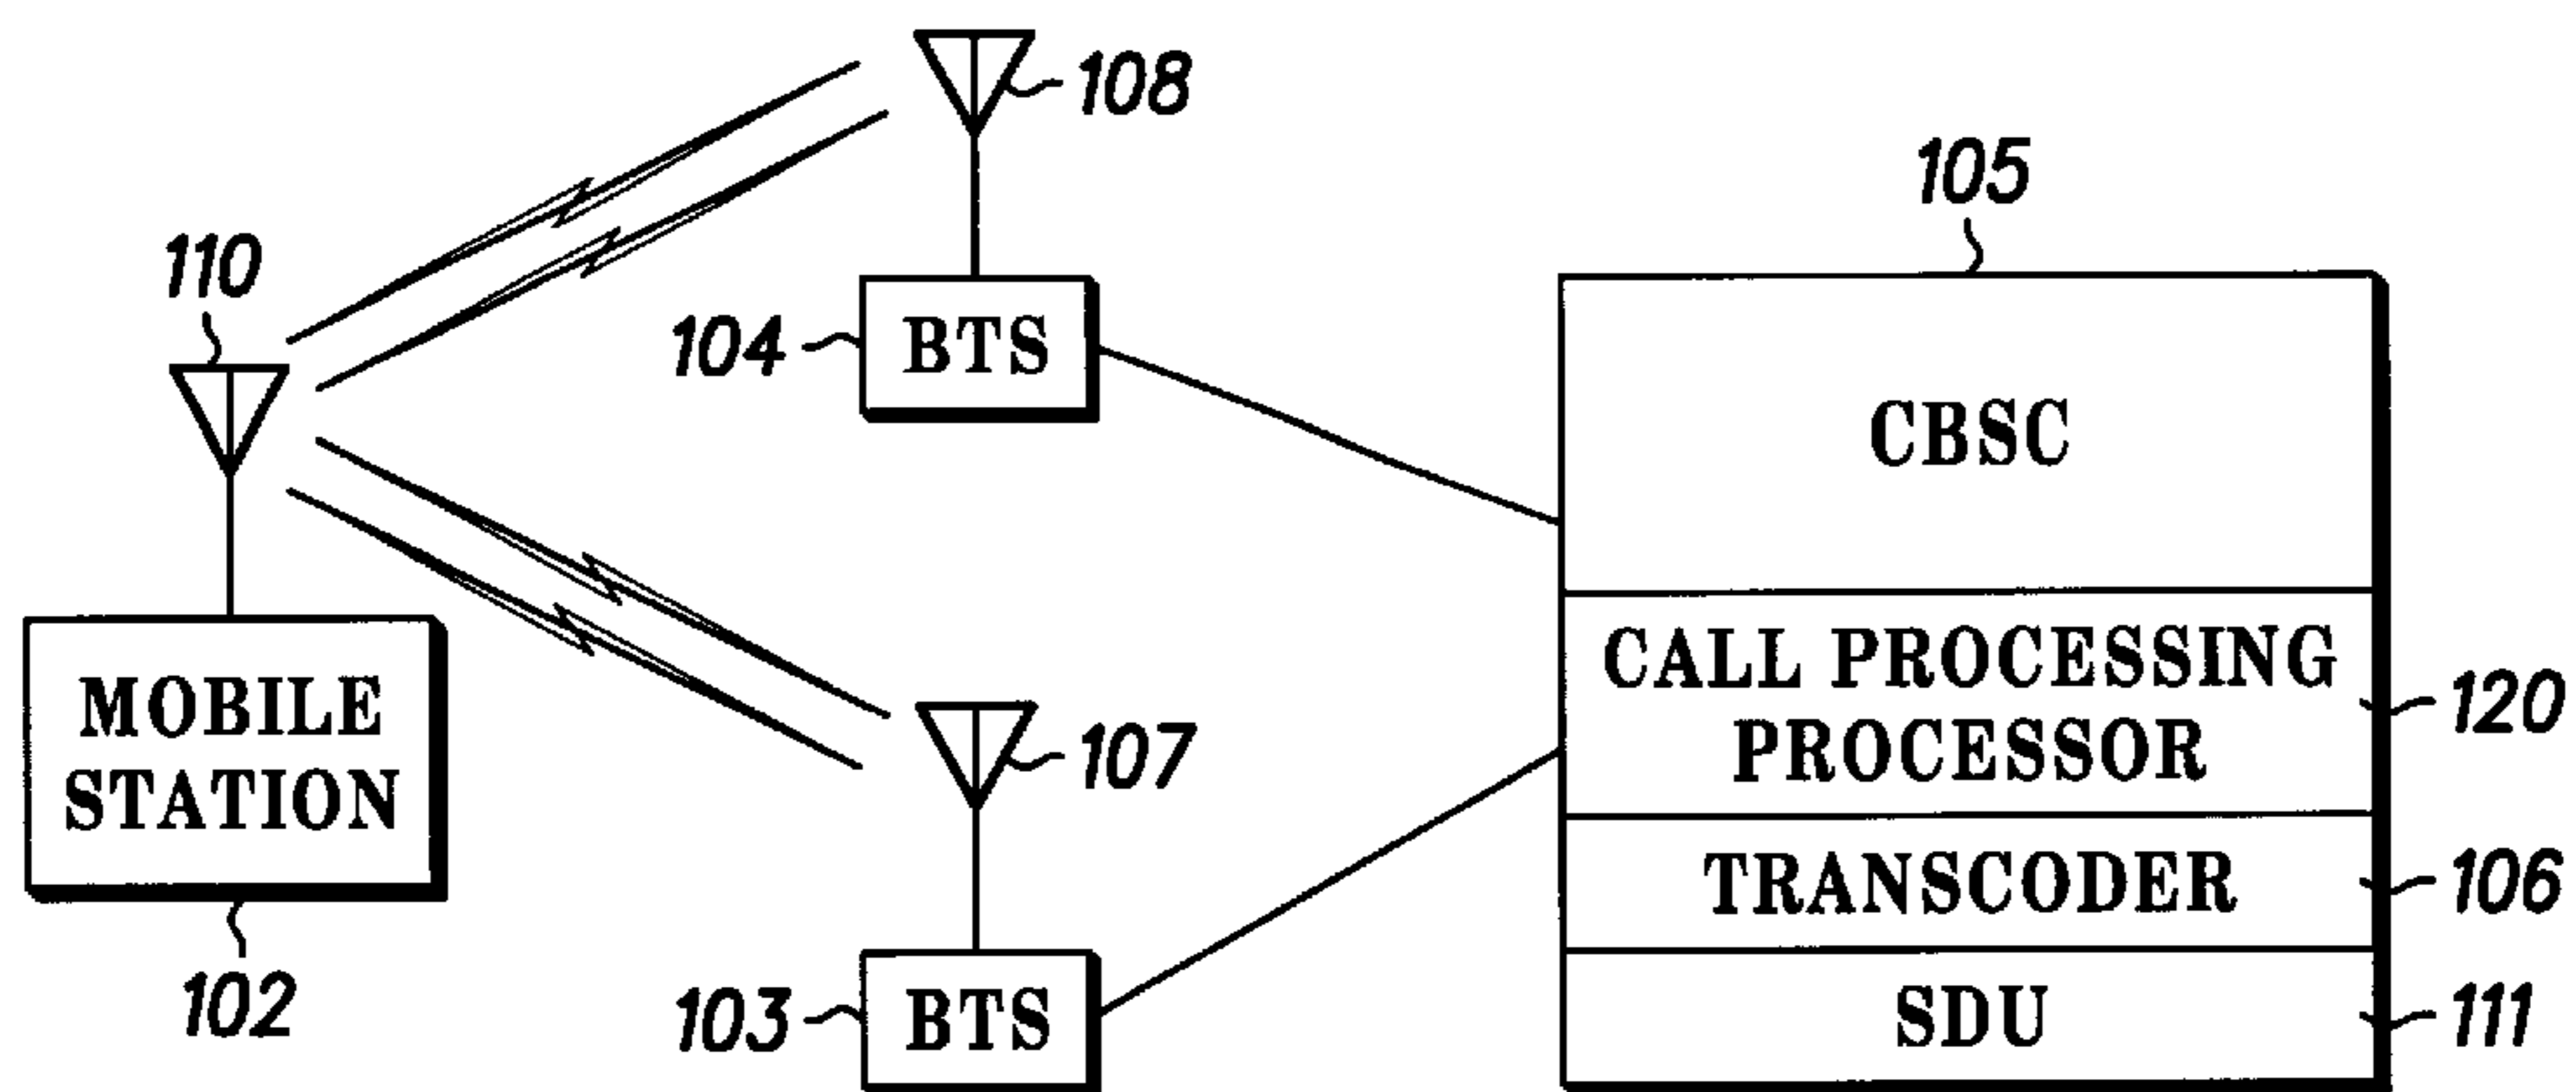 108
105
110
104
BTS
CBSC
MOBILE
STATION
CALL PROCESSING
PROCESSOR
120
107
TRANSCODER
106
102
103
BTS
SDU
111